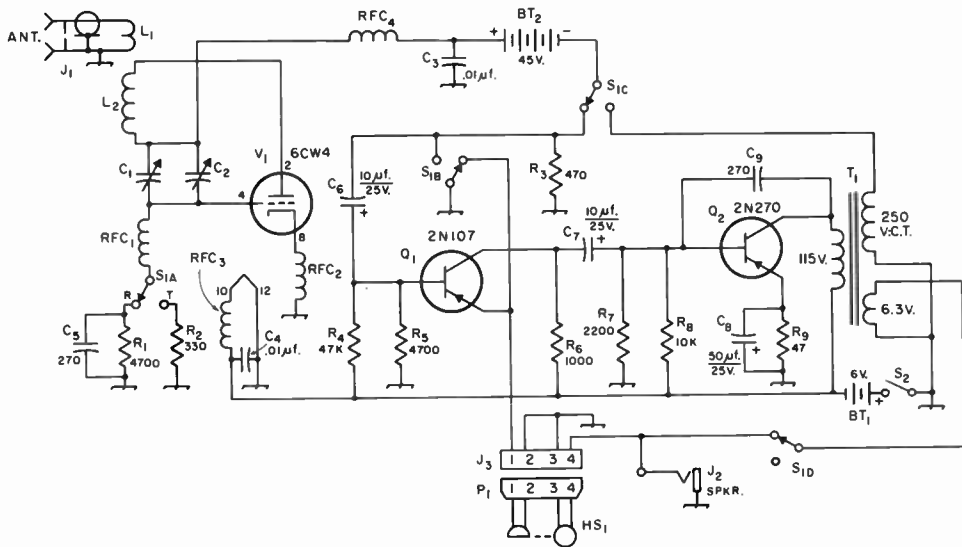 RFC4
BT2
+ −
45V.
ANT.
L1
J1
C3
.01µf.
S1C
L2
V1
6CW4
2
C1
C2
4
8
C6
10µf.
25V.
+
S1B
R3
470
C9
270
T1
Q2
2N270
250
V.C.T.
115V.
6.3V.
RFC1
S1A
R
T
RFC3
10
12
RFC2
Q1
2N107
C7
10µf.
25V.
+
C5
270
R1
4700
R2
330
C4
.01µf.
R4
47K
R5
4700
R6
1000
R7
2200
R8
10K
C8
50µf.
25V.
+
R9
47
6V.
+
BT1
S2
J3
1 2 3 4
P1
1 2 3 4
HS1
J2
SPKR.
S1D